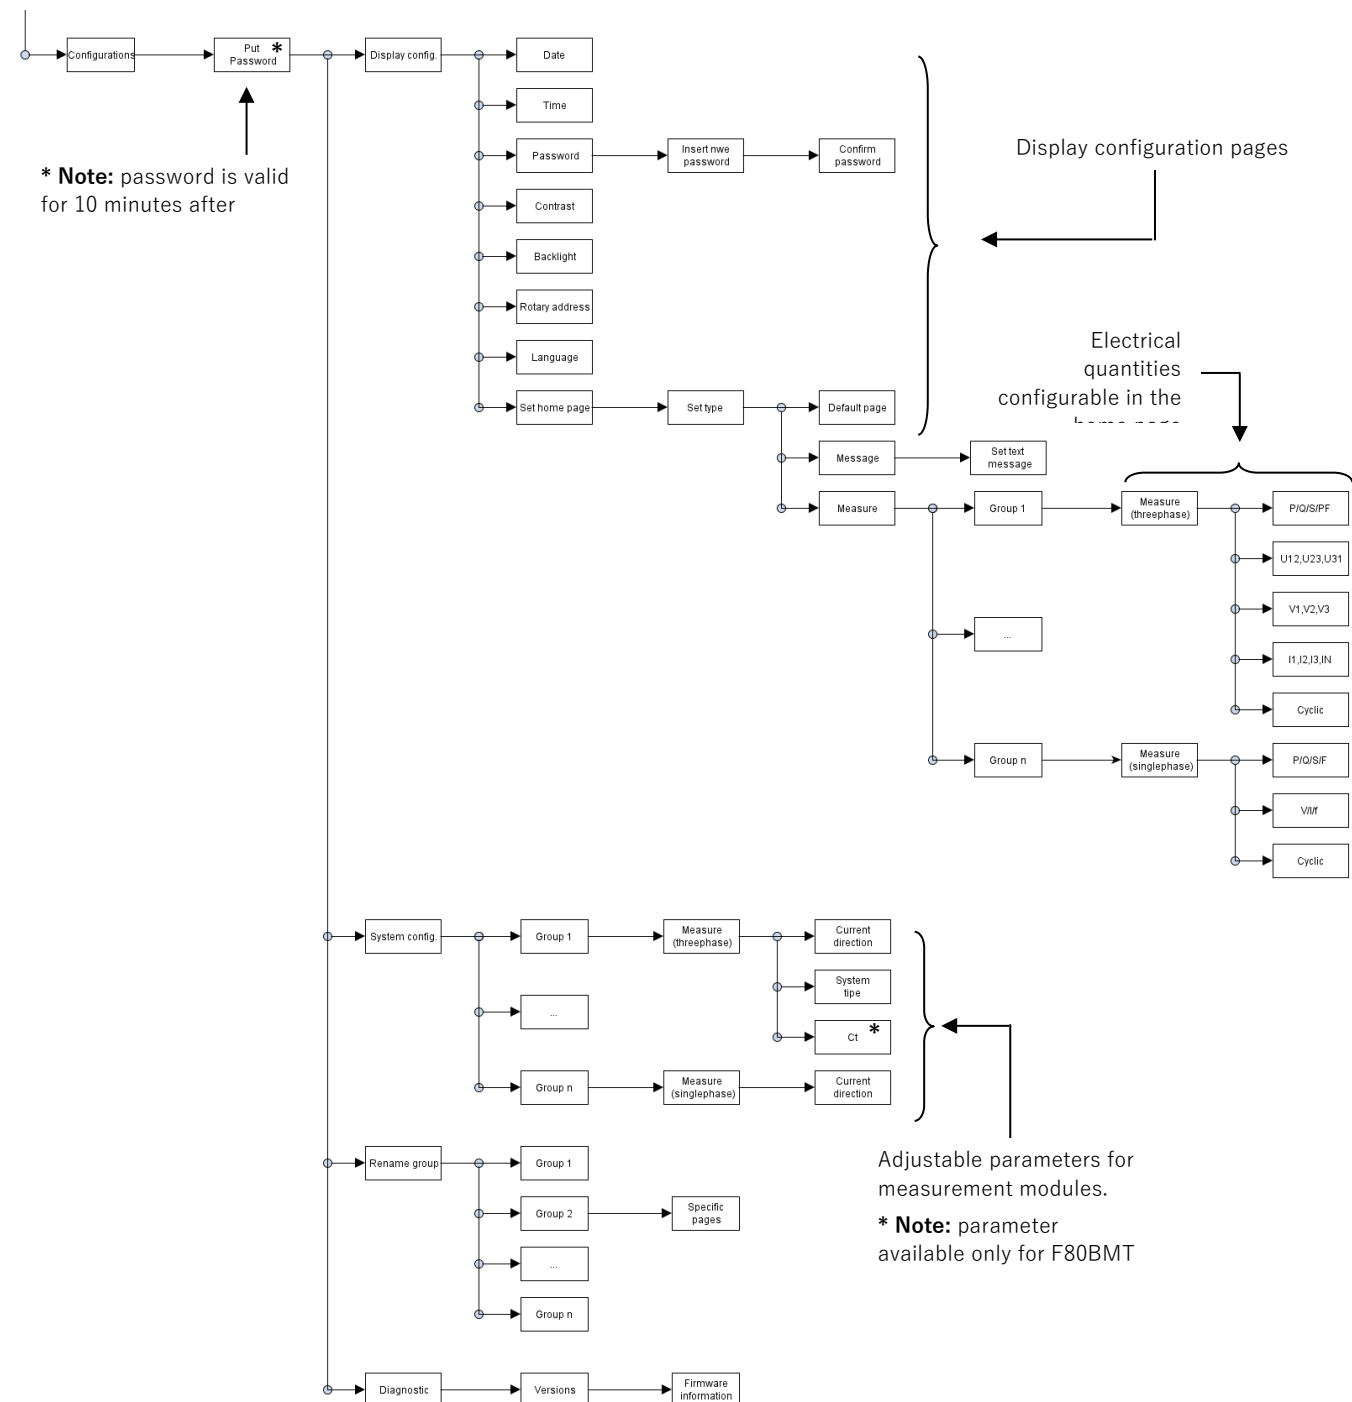 Configurations
Put *
Password
Display config.
Date
Time
Password
Insert nwe
password
Confirm
password
Contrast
Backlight
Rotary address
Language
Set home page
Set type
Default page
Message
Set text
message
Measure
Group 1
Measure
(threephase)
P/Q/S/PF
U12,U23,U31
V1,V2,V3
I1,I2,I3,IN
Cyclic
...
Group n
Measure
(singlephase)
P/Q/S/F
V/I/f
Cyclic
* Note: password is valid
for 10 minutes after
Display configuration pages
Electrical
quantities
configurable in the
home page
System config.
Group 1
Measure
(threephase)
Current
direction
System
tipe
Ct *
...
Group n
Measure
(singlephase)
Current
direction
Adjustable parameters for
measurement modules.
* Note: parameter
available only for F80BMT
Rename group
Group 1
Group 2
Specific
pages
...
Group n
Diagnostic
Versions
Firmware
information